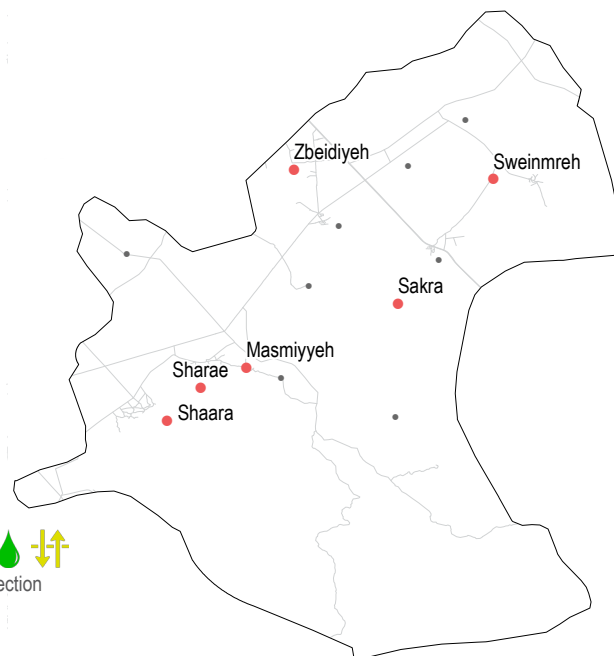 Zbeidiyeh
Sweinmreh
Sakra
Masmiyyeh
Sharae
Shaara
ection